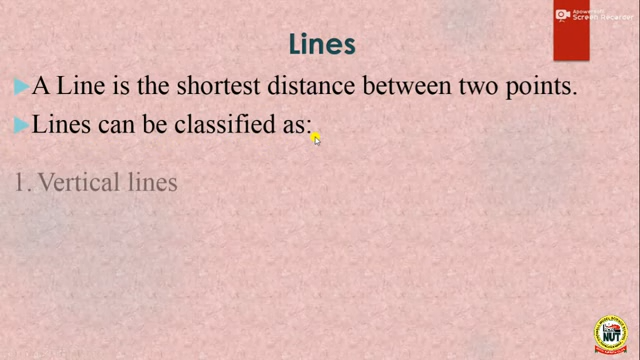 Apowersoft
Screen Recorder
Lines
A Line is the shortest distance between two points.
Lines can be classified as:
1. Vertical lines
NUT